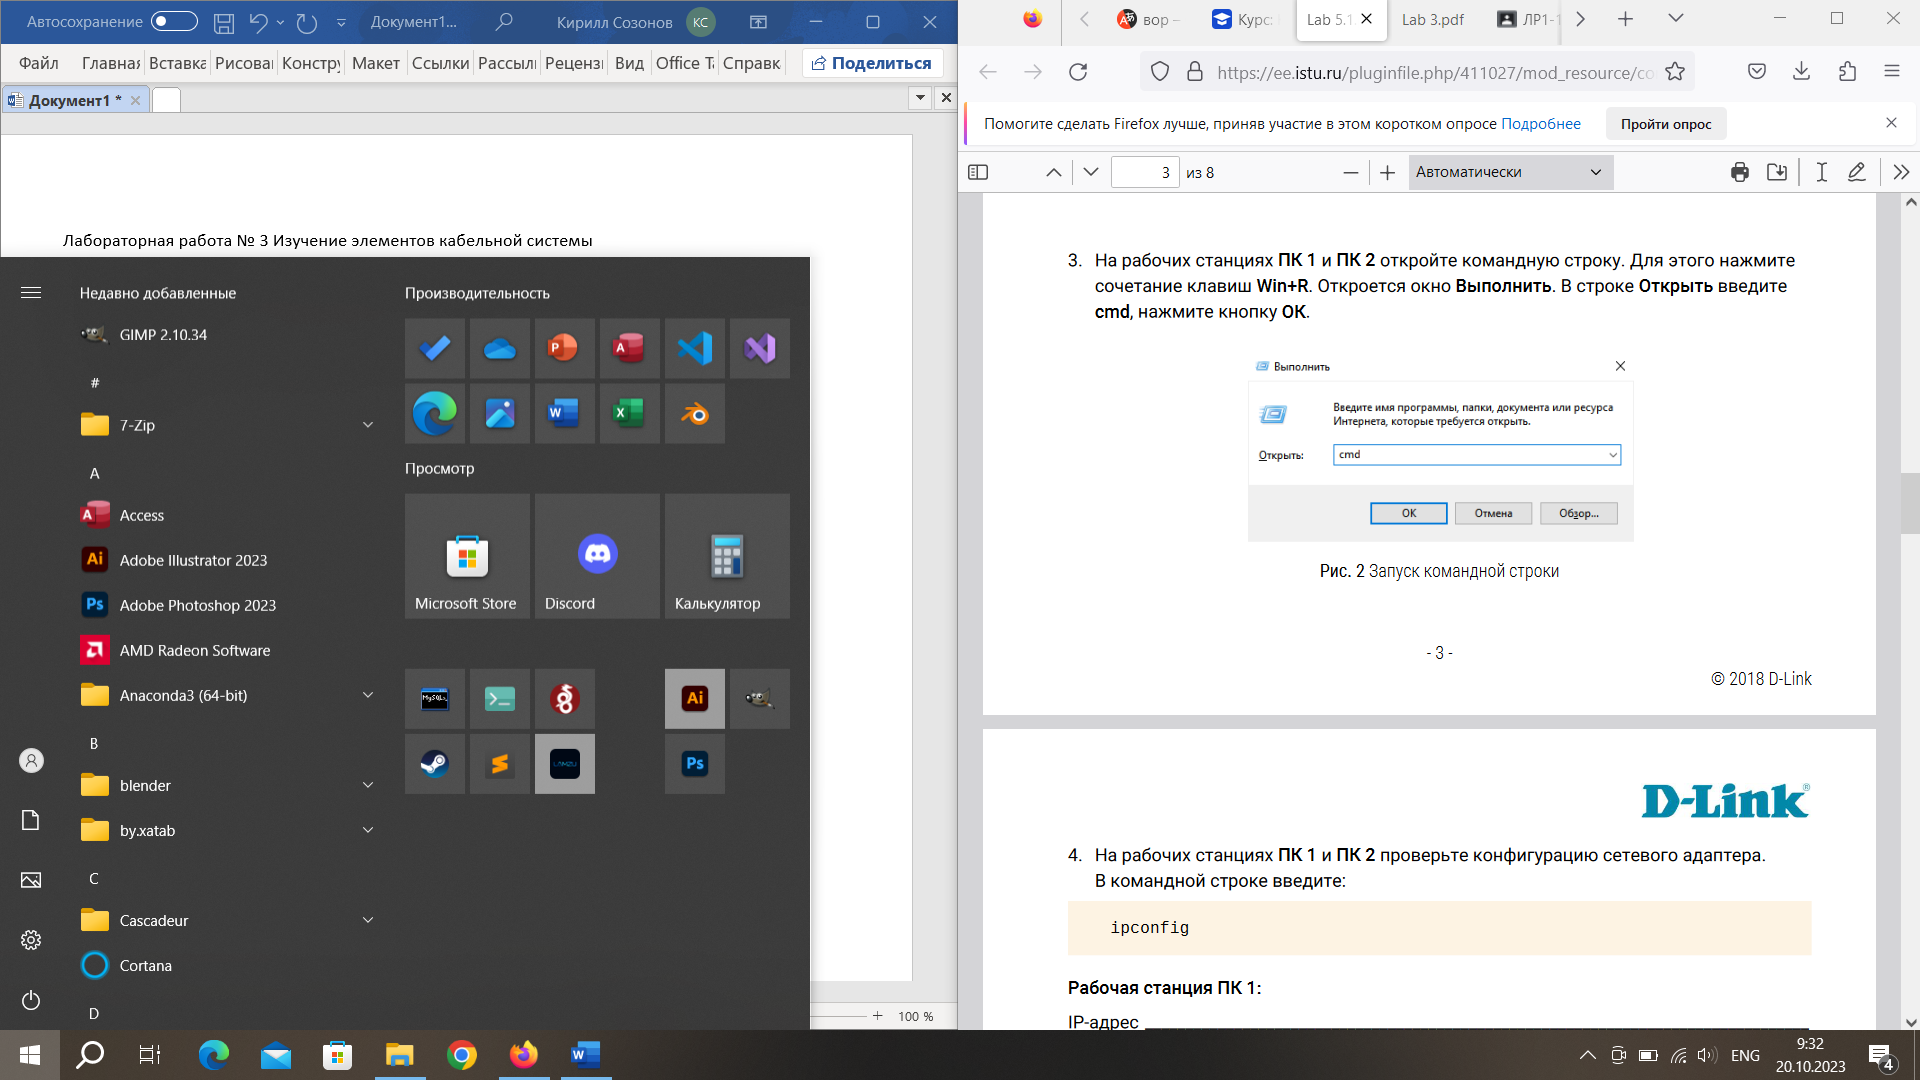 Автосохранение
Документ1...
Кирилл Созонов
КС
Файл
Главная
Вставка
Рисова
Констру
Макет
Ссылки
Рассыл
Реценз
Вид
Office Т
Справк
Поделиться
Документ1 *
Лабораторная работа № 3 Изучение элементов кабельной системы
Недавно добавленные
GIMP 2.10.34
#
7-Zip
A
Access
Adobe Illustrator 2023
Adobe Photoshop 2023
AMD Radeon Software
Anaconda3 (64-bit)
B
blender
by.xatab
C
Cascadeur
Cortana
D
Производительность
Просмотр
Microsoft Store
Discord
Калькулятор
MySQL
Ai
LAMZU
Ps
100 %
вор –
Курс:
Lab 5.1
Lab 3.pdf
ЛР1-1
https://ee.istu.ru/pluginfile.php/411027/mod_resource/co
Помогите сделать Firefox лучше, приняв участие в этом коротком опросе Подробнее
Пройти опрос
3 из 8
Автоматически
3. На рабочих станциях ПК 1 и ПК 2 откройте командную строку. Для этого нажмите
сочетание клавиш Win+R. Откроется окно Выполнить. В строке Открыть введите
cmd, нажмите кнопку ОК.
Выполнить
Введите имя программы, папки, документа или ресурса
Интернета, которые требуется открыть.
Открыть: cmd
ОК
Отмена
Обзор...
Рис. 2 Запуск командной строки
- 3 -
© 2018 D-Link
D-Link®
4. На рабочих станциях ПК 1 и ПК 2 проверьте конфигурацию сетевого адаптера.
В командной строке введите:
ipconfig
Рабочая станция ПК 1:
IP-адрес
ENG
9:32
20.10.2023
4